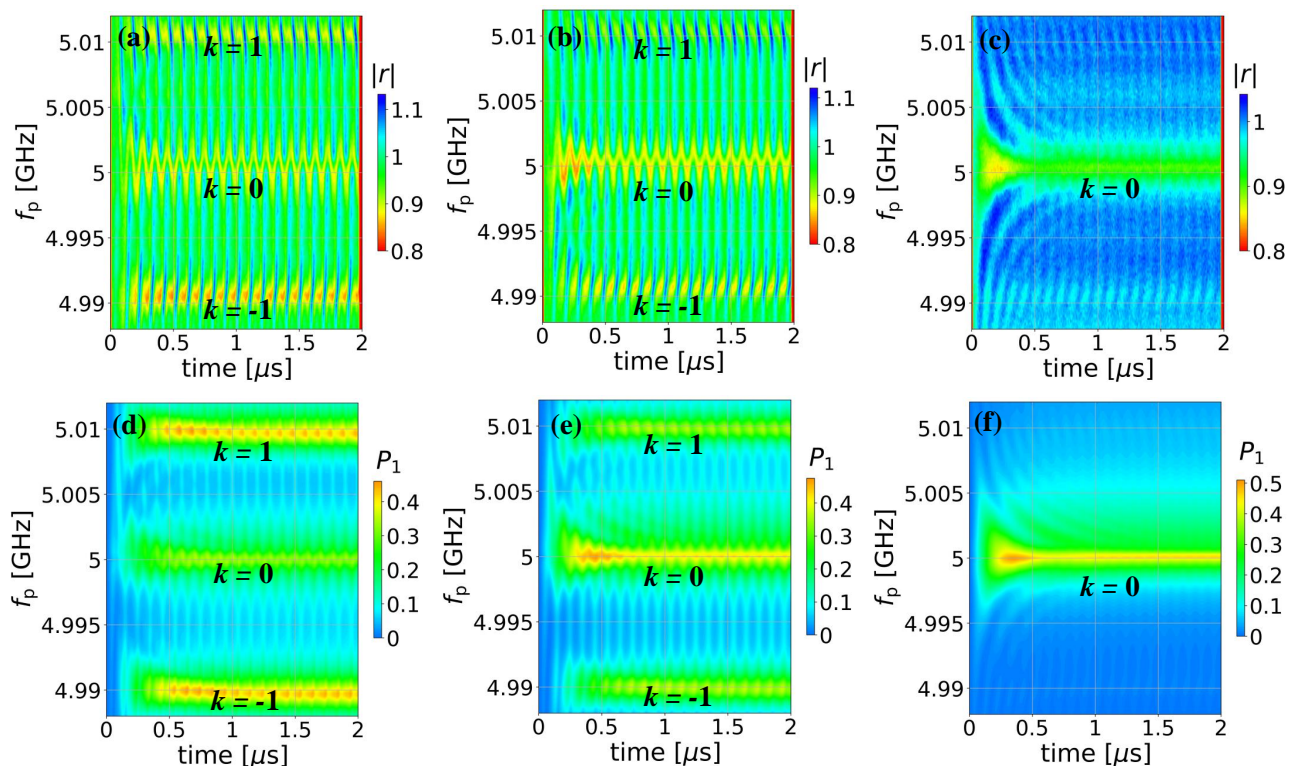 (a)
k = 1
k = 0
k = -1
5.01
5.005
5
4.995
4.99
f_p [GHz]
0 0.5 1 1.5 2
time [μs]
|r|
1.1
1
0.9
0.8
(b)
k = 1
k = 0
k = -1
5.01
5.005
5
4.995
4.99
f_p [GHz]
0 0.5 1 1.5 2
time [μs]
|r|
1.1
1
0.9
0.8
(c)
k = 0
5.01
5.005
5
4.995
4.99
f_p [GHz]
0 0.5 1 1.5 2
time [μs]
|r|
1
0.9
0.8
(d)
k = 1
k = 0
k = -1
5.01
5.005
5
4.995
4.99
f_p [GHz]
0 0.5 1 1.5 2
time [μs]
P_1
0.4
0.3
0.2
0.1
0
(e)
k = 1
k = 0
k = -1
5.01
5.005
5
4.995
4.99
f_p [GHz]
0 0.5 1 1.5 2
time [μs]
P_1
0.4
0.3
0.2
0.1
0
(f)
k = 0
5.01
5.005
5
4.995
4.99
f_p [GHz]
0 0.5 1 1.5 2
time [μs]
P_1
0.5
0.4
0.3
0.2
0.1
0